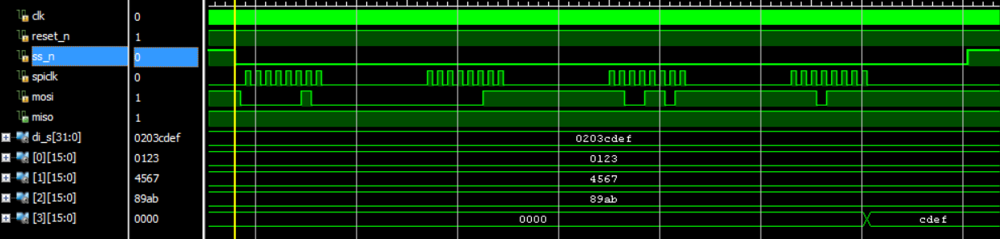 clk 0
reset_n 1
ss_n 0
spiclk 0
mosi 1
miso 1
di_s[31:0] 0203cdef 0203cdef
[0][15:0] 0123 0123
[1][15:0] 4567 4567
[2][15:0] 89ab 89ab
[3][15:0] 0000 0000 cdef